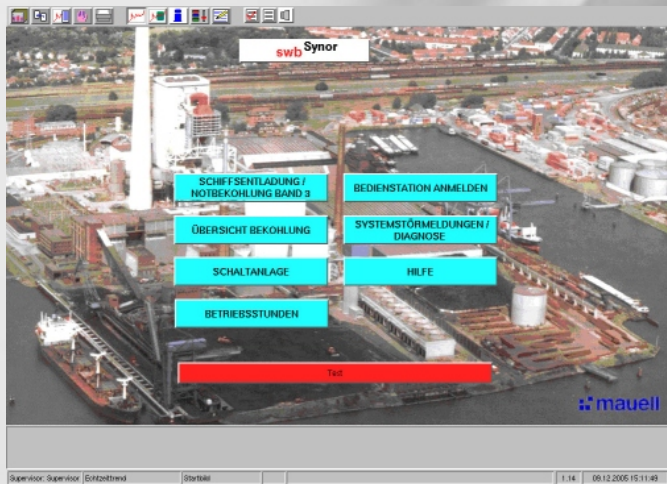 swb Synor
SCHIFFSENTLADUNG /
NOTBEKOHLUNG BAND 3
BEDIENSTATION ANMELDEN
ÜBERSICHT BEKOHLUNG
SYSTEMSTÖRMELDUNGEN /
DIAGNOSE
SCHALTANLAGE
HILFE
BETRIEBSSTUNDEN
Test
mauell
Supervisor: Supervisor Echtzeittrend Startbild 1.14 09.12.2005 15:11:49